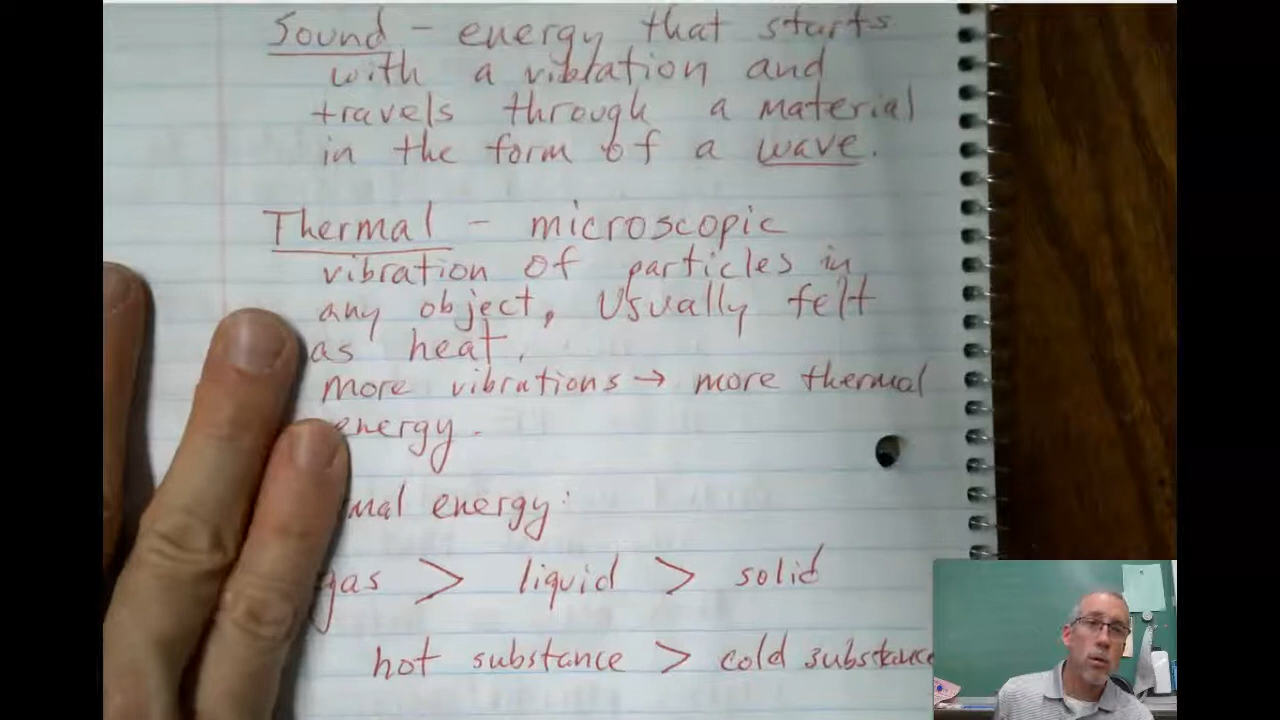 Sound - energy that starts
with a vibration and
travels through a material
in the form of a wave.
Thermal - microscopic
vibration of particles in
any object, Usually felt
as heat.
more vibrations → more thermal
energy.
mal energy:
gas > liquid > solid
hot substance > cold substance